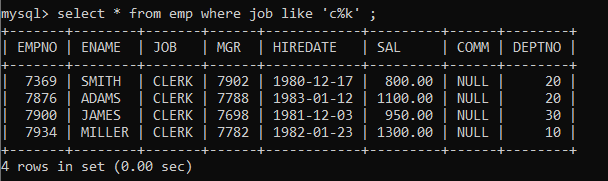 mysql> select * from emp where job like 'c%k' ;
+-------+--------+-------+------+------------+---------+------+--------+
| EMPNO | ENAME  | JOB   | MGR  | HIREDATE   | SAL     | COMM | DEPTNO |
+-------+--------+-------+------+------------+---------+------+--------+
|  7369 | SMITH  | CLERK | 7902 | 1980-12-17 |  800.00 | NULL |     20 |
|  7876 | ADAMS  | CLERK | 7788 | 1983-01-12 | 1100.00 | NULL |     20 |
|  7900 | JAMES  | CLERK | 7698 | 1981-12-03 |  950.00 | NULL |     30 |
|  7934 | MILLER | CLERK | 7782 | 1982-01-23 | 1300.00 | NULL |     10 |
+-------+--------+-------+------+------------+---------+------+--------+
4 rows in set (0.00 sec)